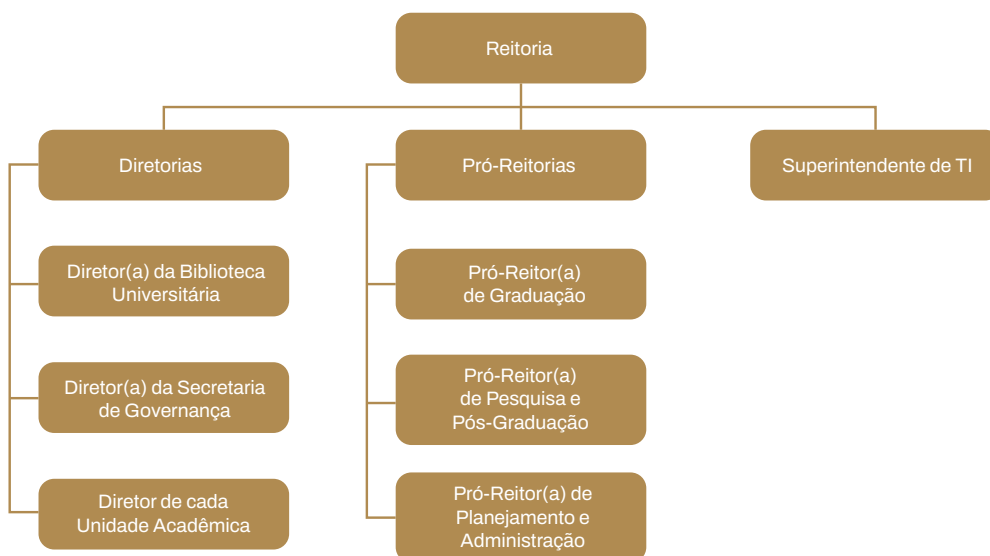 Reitoria
Diretorias
Pró-Reitorias
Superintendente de TI
Diretor(a) da Biblioteca
Universitária
Pró-Reitor(a)
de Graduação
Diretor(a) da Secretaria
de Governança
Pró-Reitor(a)
de Pesquisa e
Pós-Graduação
Diretor de cada
Unidade Acadêmica
Pró-Reitor(a) de
Planejamento e
Administração